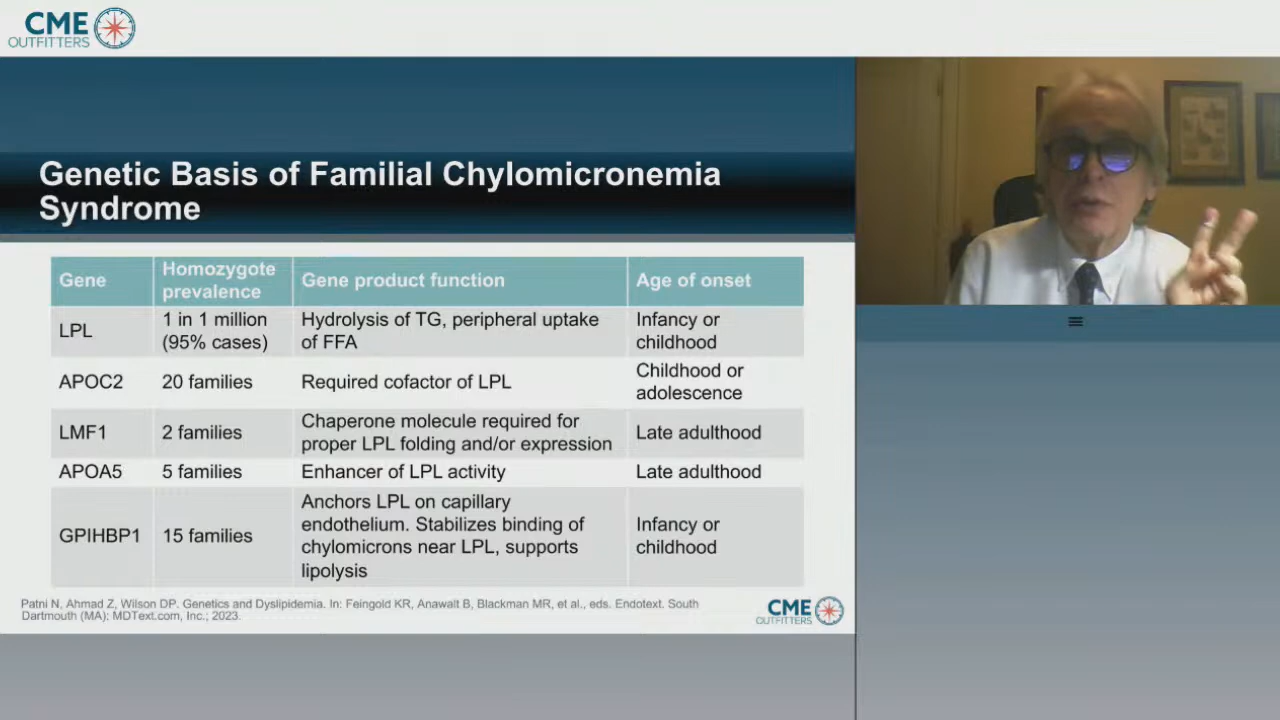 CME
OUTFITTERS
Genetic Basis of Familial Chylomicronemia
Syndrome
Gene
Homozygote
prevalence
Gene product function
Age of onset
LPL
1 in 1 million
(95% cases)
Hydrolysis of TG, peripheral uptake
of FFA
Infancy or
childhood
APOC2
20 families
Required cofactor of LPL
Childhood or
adolescence
LMF1
2 families
Chaperone molecule required for
proper LPL folding and/or expression
Late adulthood
APOA5
5 families
Enhancer of LPL activity
Late adulthood
GPIHBP1
15 families
Anchors LPL on capillary
endothelium. Stabilizes binding of
chylomicrons near LPL, supports
lipolysis
Infancy or
childhood
Patni N, Ahmad Z, Wilson DP. Genetics and Dyslipidemia. In: Feingold KR, Anawalt B, Blackman MR, et al., eds. Endotext. South
Dartmouth (MA): MDText.com, Inc.; 2023.
CME
OUTFITTERS